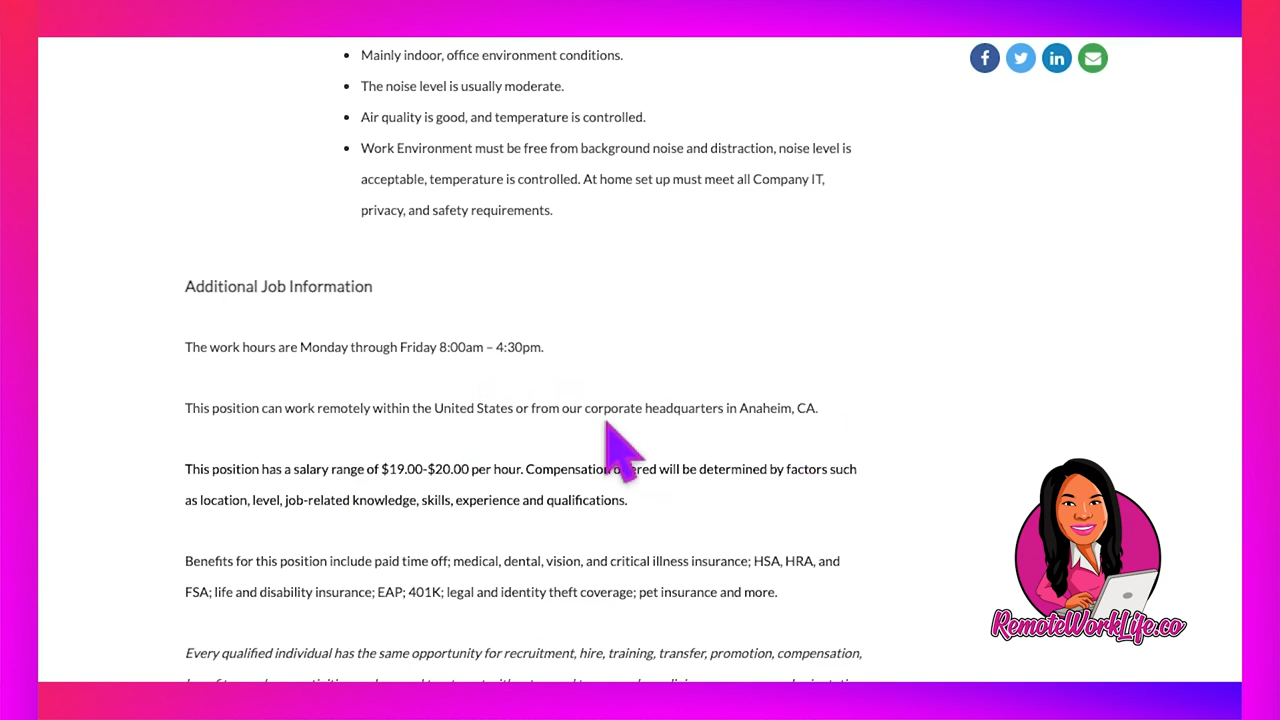 Mainly indoor, office environment conditions.
The noise level is usually moderate.
Air quality is good, and temperature is controlled.
Work Environment must be free from background noise and distraction, noise level is
acceptable, temperature is controlled. At home set up must meet all Company IT,
privacy, and safety requirements.
Additional Job Information
The work hours are Monday through Friday 8:00am – 4:30pm.
This position can work remotely within the United States or from our corporate headquarters in Anaheim, CA.
This position has a salary range of $19.00-$20.00 per hour. Compensation will be determined by factors such
as location, level, job-related knowledge, skills, experience and qualifications.
Benefits for this position include paid time off; medical, dental, vision, and critical illness insurance; HSA, HRA, and
FSA; life and disability insurance; EAP; 401K; legal and identity theft coverage; pet insurance and more.
Every qualified individual has the same opportunity for recruitment, hire, training, transfer, promotion, compensation,
RemoteWorkLife.co